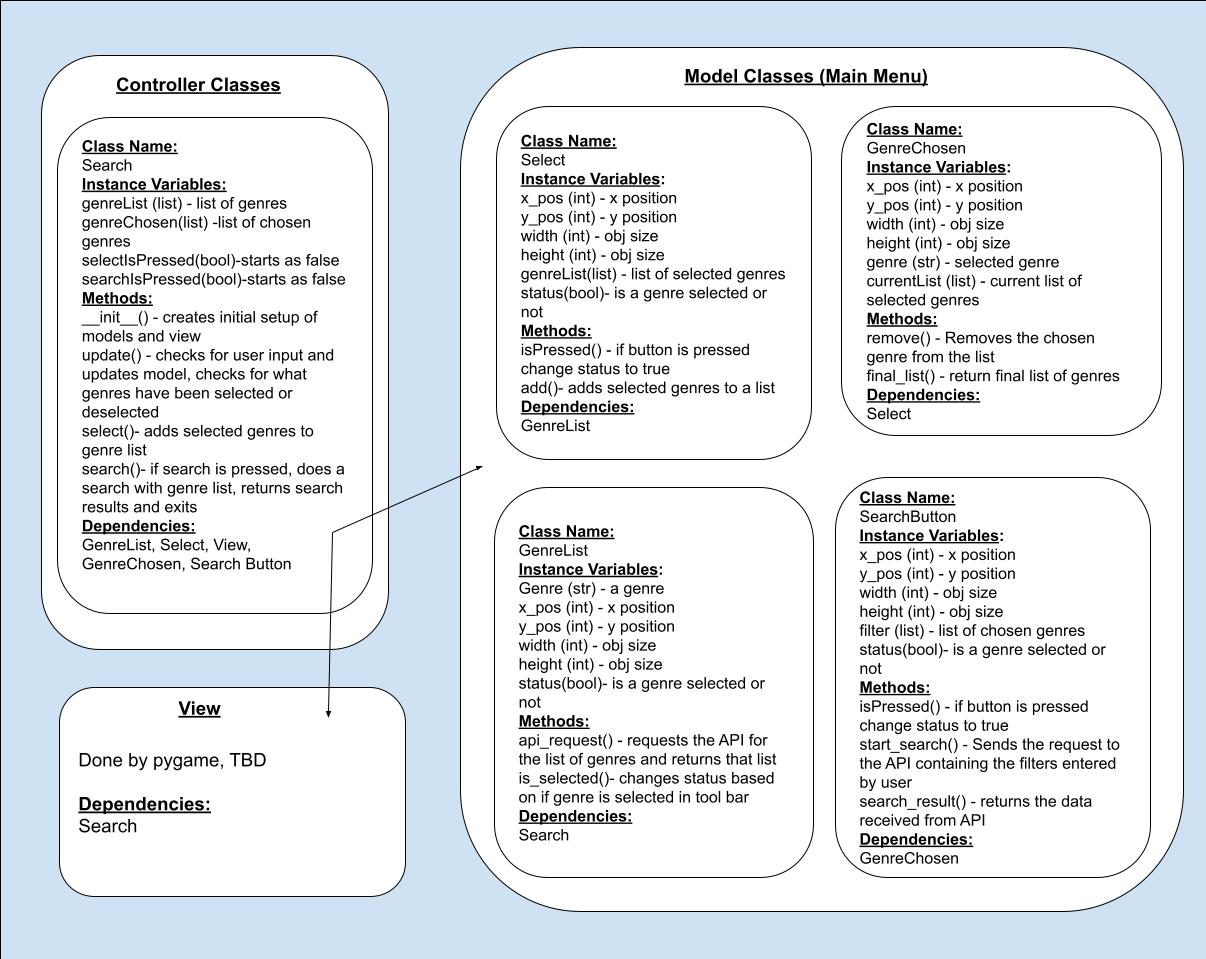 Controller Classes
Class Name:
Search
Instance Variables:
genreList (list) - list of genres
genreChosen(list) -list of chosen
genres
selectIsPressed(bool)-starts as false
searchIsPressed(bool)-starts as false
Methods:
__init__() - creates initial setup of
models and view
update() - checks for user input and
updates model, checks for what
genres have been selected or
deselected
select()- adds selected genres to
genre list
search()- if search is pressed, does a
search with genre list, returns search
results and exits
Dependencies:
GenreList, Select, View,
GenreChosen, Search Button
View
Done by pygame, TBD
Dependencies:
Search
Model Classes (Main Menu)
Class Name:
Select
Instance Variables:
x_pos (int) - x position
y_pos (int) - y position
width (int) - obj size
height (int) - obj size
genreList(list) - list of selected genres
status(bool)- is a genre selected or
not
Methods:
isPressed() - if button is pressed
change status to true
add()- adds selected genres to a list
Dependencies:
GenreList
Class Name:
GenreChosen
Instance Variables:
x_pos (int) - x position
y_pos (int) - y position
width (int) - obj size
height (int) - obj size
genre (str) - selected genre
currentList (list) - current list of
selected genres
Methods:
remove() - Removes the chosen
genre from the list
final_list() - return final list of genres
Dependencies:
Select
Class Name:
GenreList
Instance Variables:
Genre (str) - a genre
x_pos (int) - x position
y_pos (int) - y position
width (int) - obj size
height (int) - obj size
status(bool)- is a genre selected or
not
Methods:
api_request() - requests the API for
the list of genres and returns that list
is_selected()- changes status based
on if genre is selected in tool bar
Dependencies:
Search
Class Name:
SearchButton
Instance Variables:
x_pos (int) - x position
y_pos (int) - y position
width (int) - obj size
height (int) - obj size
filter (list) - list of chosen genres
status(bool)- is a genre selected or
not
Methods:
isPressed() - if button is pressed
change status to true
start_search() - Sends the request to
the API containing the filters entered
by user
search_result() - returns the data
received from API
Dependencies:
GenreChosen